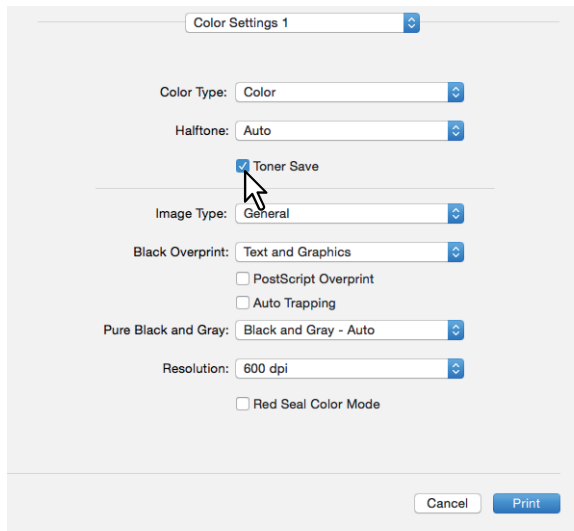 Color Settings 1
Color Type: Color
Halftone: Auto
Toner Save
Image Type: General
Black Overprint: Text and Graphics
PostScript Overprint
Auto Trapping
Pure Black and Gray: Black and Gray - Auto
Resolution: 600 dpi
Red Seal Color Mode
Cancel Print